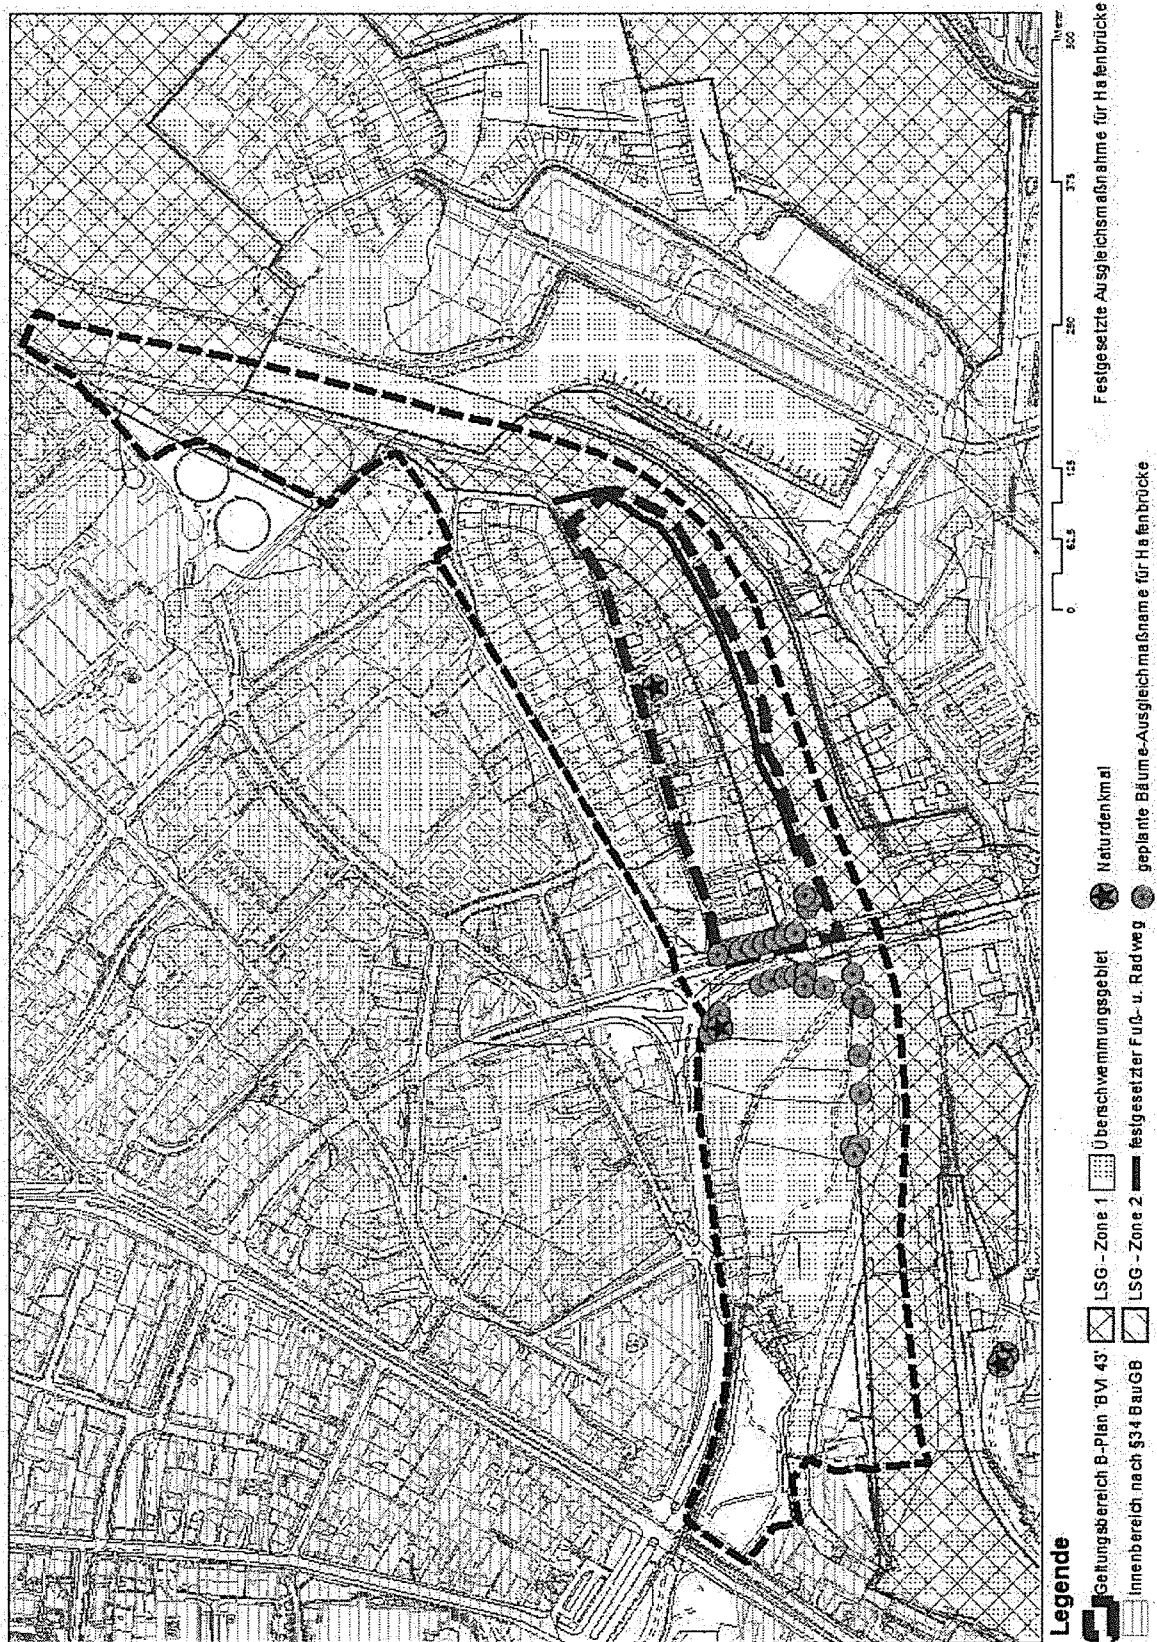 Legende
Geltungsbereich B-Plan 'BVI 43' LSG - Zone 1 Überschwemmungsgebiet Naturdenkmal Festgesetzte Ausgleichsmaßnahme für Hafenbrücke
Innenbereich nach §34 BauGB LSG - Zone 2 festgesetzter Fuß- u. Radweg geplante Bäume-Ausgleichmaßname für Hafenbrücke
0 62,5 125 250 375 500
Meter